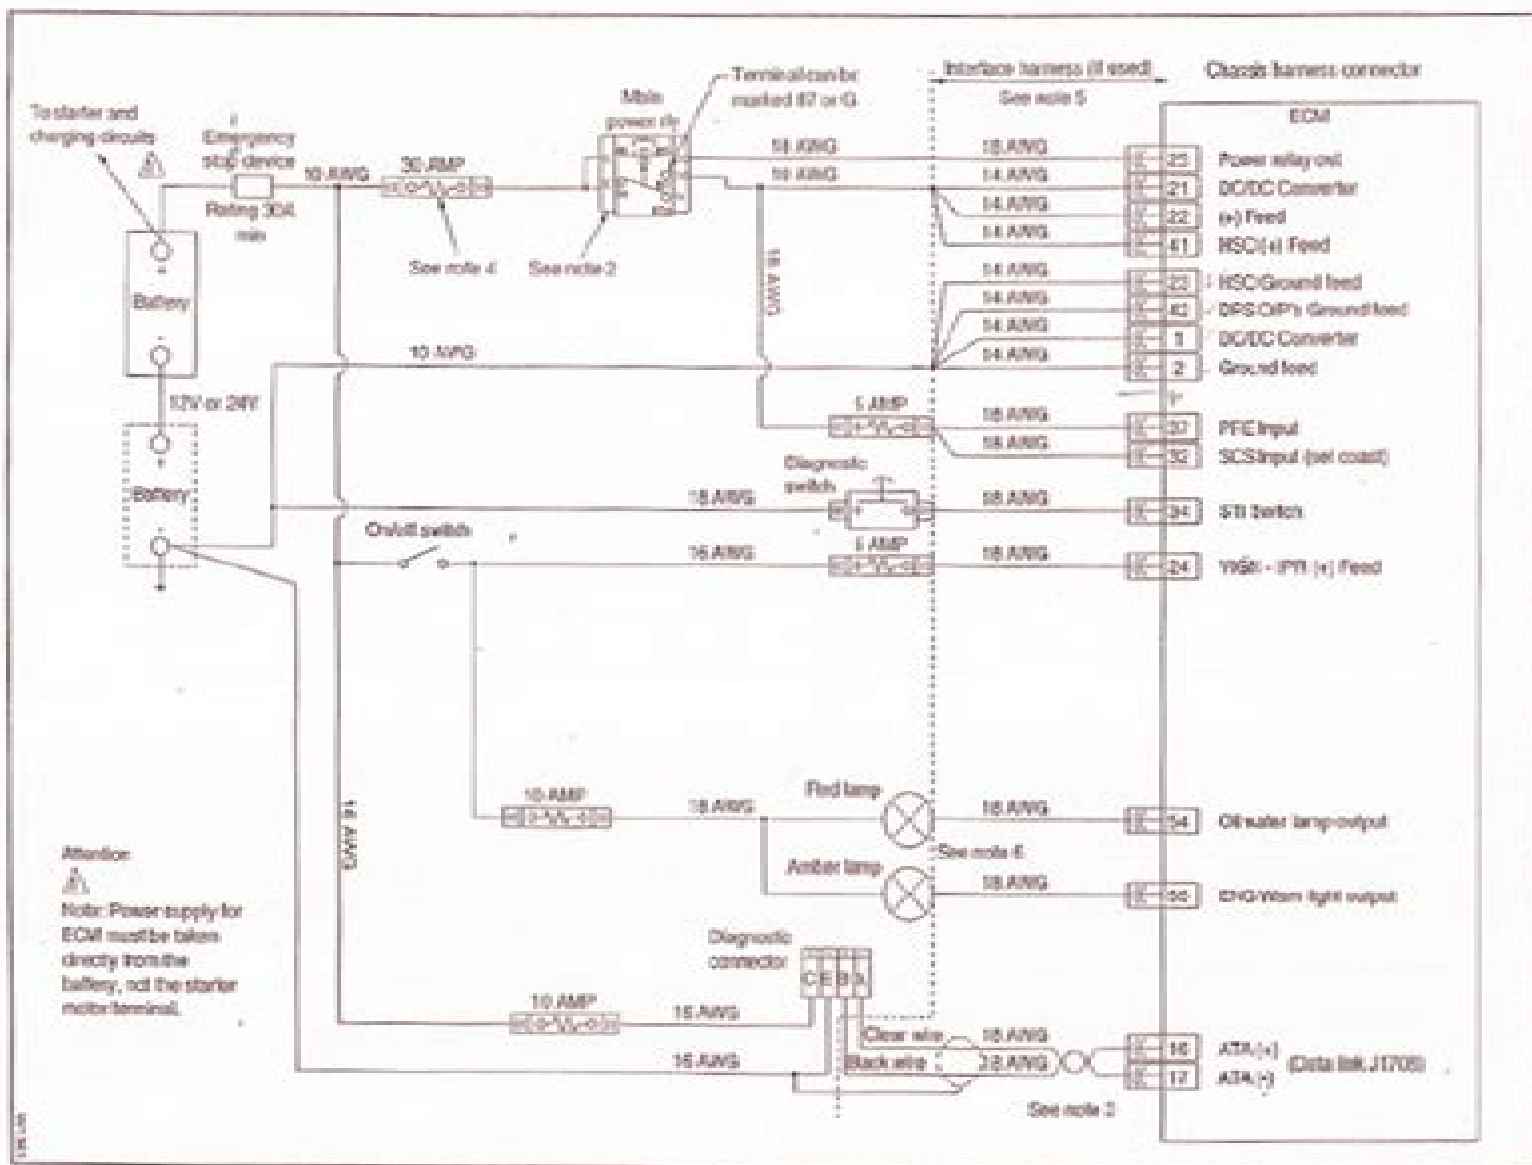 To starter and
charging circuits
Emergency
stop device
Rating 30A
min
10 AWG
30 AMP
See note 4
Main
power rly
See note 2
Terminal can be
marked 87 or G
Interface harness (if used)
See note 5
Chassis harness connector
ECM
18 AWG
18 AWG
Power relay out
10 AWG
14 AWG
21
DC/DC Converter
14 AWG
22
(+) Feed
14 AWG
41
HSC (+) Feed
Battery
16 AWG
14 AWG
23
HSC Ground feed
14 AWG
42
Ground feed
14 AWG
1
DC/DC Converter
10 AWG
14 AWG
2
Ground feed
12V or 24V
5 AMP
18 AWG
37
Input
18 AWG
32
SCS Input (set coast)
Battery
Diagnostic
switch
18 AWG
18 AWG
34
STI Switch
On/off switch
16 AWG
5 AMP
18 AWG
24
(+) Feed
10 AMP
18 AWG
Red lamp
18 AWG
54
Oil water lamp output
See note 6
Amber lamp
18 AWG
55
ENG Warn light output
16 AWG
Attention
Note: Power supply for
ECM must be taken
directly from the
battery, not the starter
motor terminal.
Diagnostic
connector
C E B A
10 AMP
16 AWG
16 AWG
Clear wire
18 AWG
16
ATA (+)
Black wire
18 AWG
17
ATA (-)
(Data link J1708)
See note 3